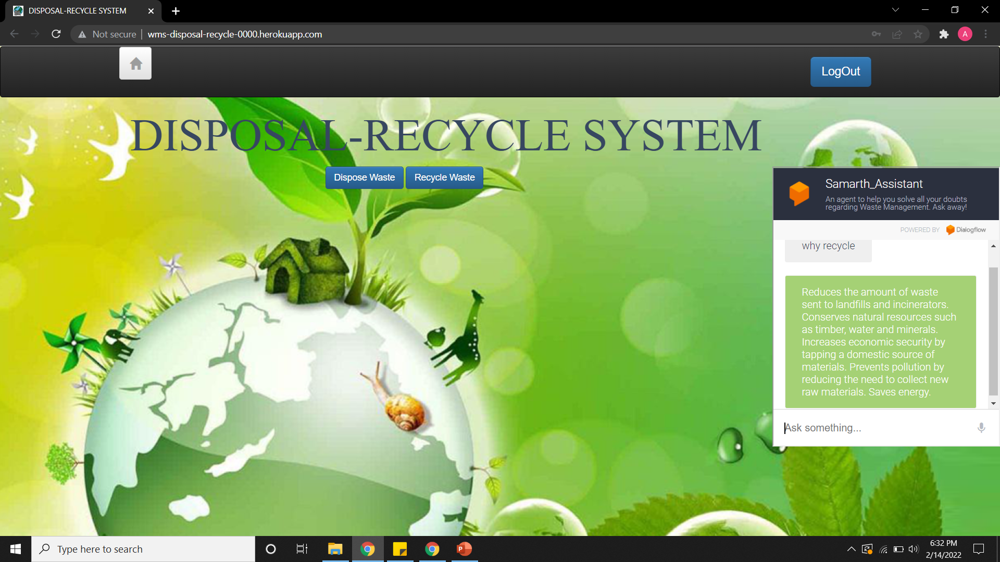 DISPOSAL-RECYCLE SYSTEM
Not secure
wms-disposal-recycle-0000.herokuapp.com
A
LogOut
DISPOSAL-RECYCLE SYSTEM
Dispose Waste
Recycle Waste
Samarth_Assistant
An agent to help you solve all your doubts
regarding Waste Management. Ask away!
POWERED BY
Dialogflow
why recycle
Reduces the amount of waste
sent to landfills and incinerators.
Conserves natural resources such
as timber, water and minerals.
Increases economic security by
tapping a domestic source of
materials. Prevents pollution by
reducing the need to collect new
raw materials. Saves energy.
Ask something...
Type here to search
P
6:32 PM
2/14/2022